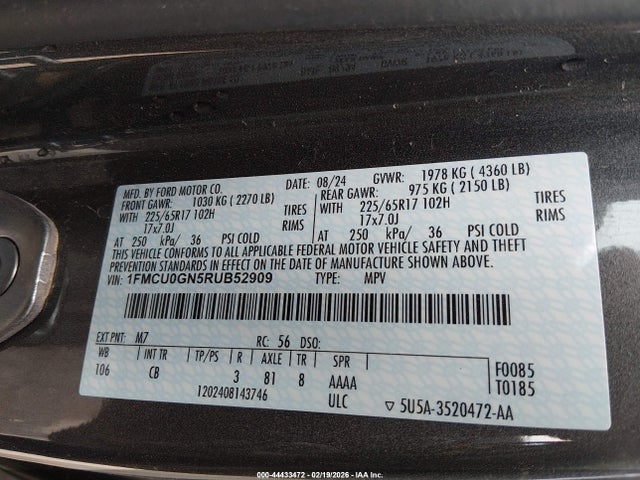 MFD. BY FORD MOTOR CO.
DATE: 08/24 GVWR: 1978 KG ( 4360 LB)
FRONT GAWR: 1030 KG ( 2270 LB)
REAR GAWR: 975 KG ( 2150 LB)
WITH 225/65R17 102H TIRES
WITH 225/65R17 102H TIRES
17x7.0J RIMS
17x7.0J RIMS
AT 250 kPa/ 36 PSI COLD
AT 250 kPa/ 36 PSI COLD
THIS VEHICLE CONFORMS TO ALL APPLICABLE FEDERAL MOTOR VEHICLE SAFETY AND THEFT
PREVENTION STANDARDS IN EFFECT ON THE DATE OF MANUFACTURE SHOWN ABOVE.
VIN: 1FMCU0GN5RUB52909 TYPE: MPV
EXT PNT: M7 RC: 56 DSO:
WB INT TR TP/PS R AXLE TR SPR
106 CB 3 81 8 AAAA
F0085
T0185
1202408143746 ULC
▽ 5U5A-3520472-AA
000-44433472 - 02/19/2026 - IAA Inc.